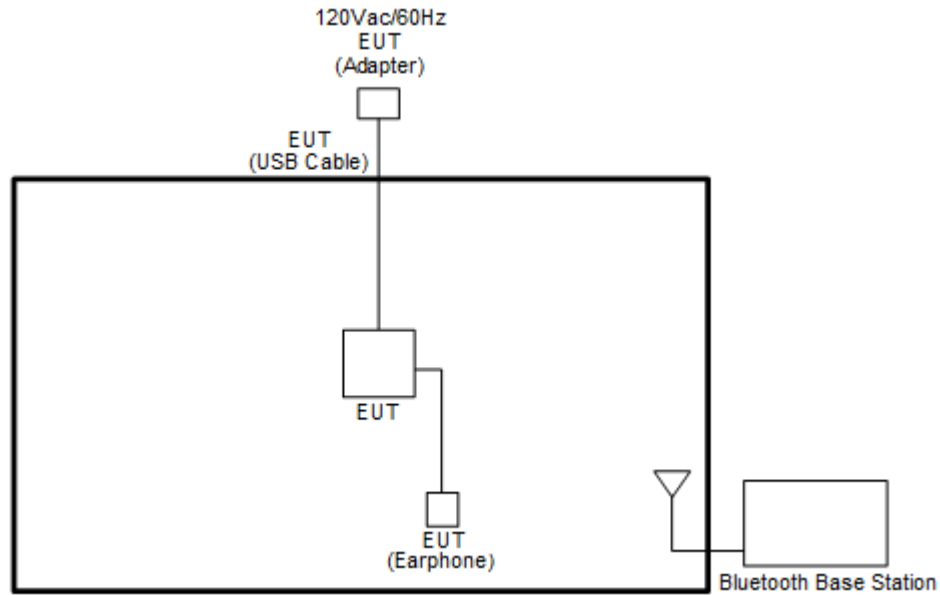 120Vac/60Hz
EUT
(Adapter)
EUT
(USB Cable)
EUT
EUT
(Earphone)
Bluetooth Base Station